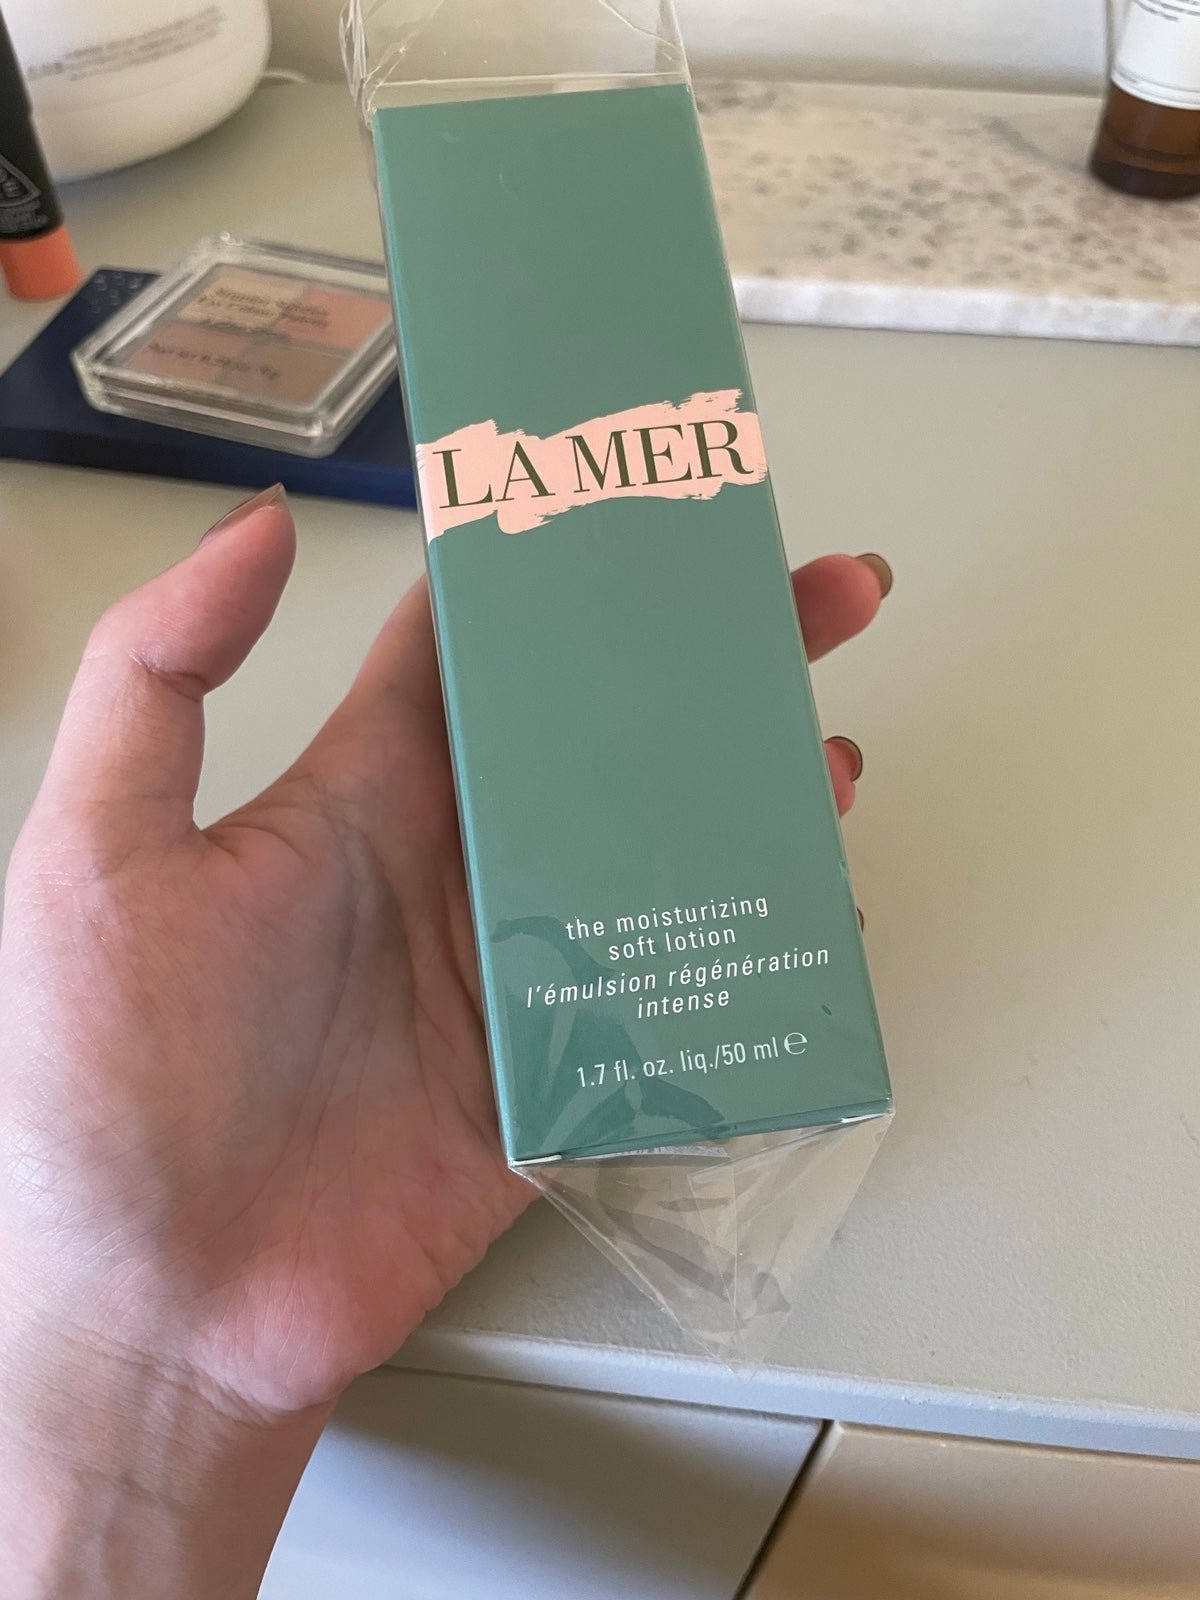 LA MER
the moisturizing
soft lotion
l'émulsion régénération
intense
1.7 fl. oz. liq./50 ml ℮